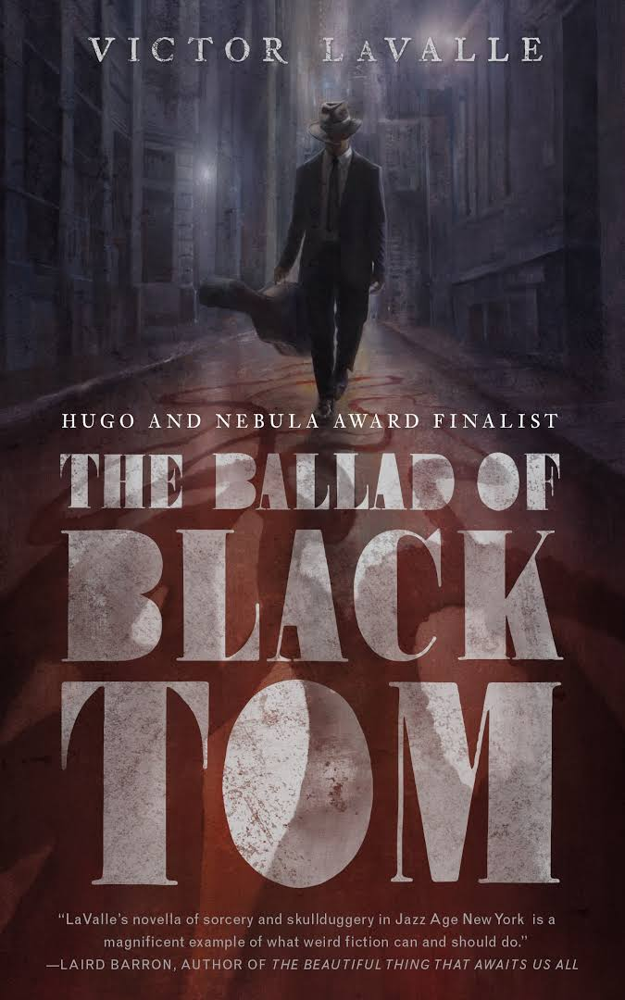 VICTOR LAVALLE
HUGO AND NEBULA AWARD FINALIST
THE BALLAD OF
BLACK
TOM
“LaValle’s novella of sorcery and skullduggery in Jazz Age New York is a
magnificent example of what weird fiction can and should do.”
—LAIRD BARRON, AUTHOR OF THE BEAUTIFUL THING THAT AWAITS US ALL